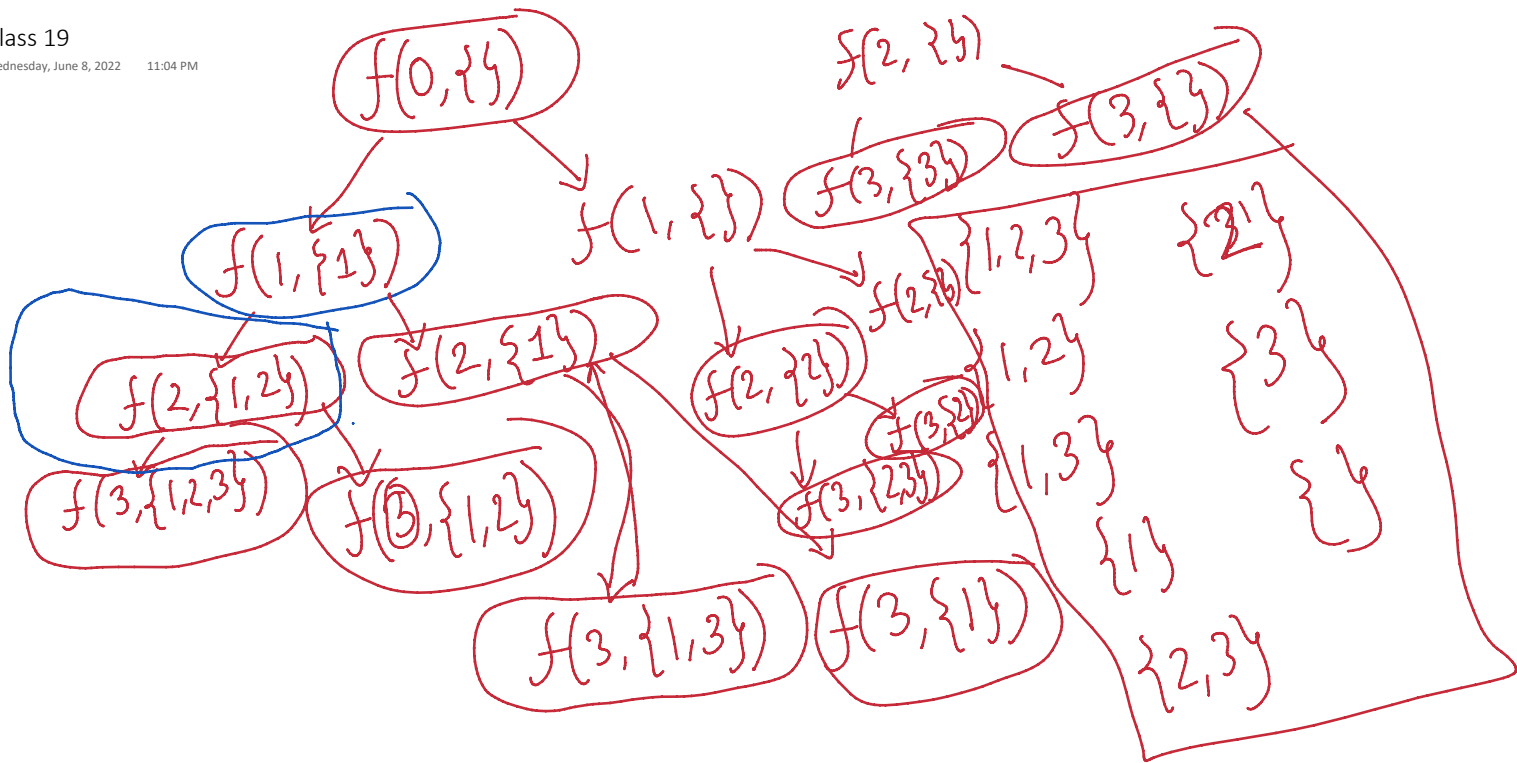 lass 19
ednesday, June 8, 2022 11:04 PM
f(0,{})
f(2, {})
f(3, {})
f(3,{3})
f(1,{1})
f(1,{})
f(2,{})
f(2,{1,2})
f(2,{1})
f(2,{2})
f(3,{2})
f(3,{1,2,3})
f(3,{1,2})
f(3,{2,3})
f(3,{1,3})
f(3,{1})
{1,2,3}
{2}
{1,2}
{3}
{1,3}
{}
{1}
{2,3}